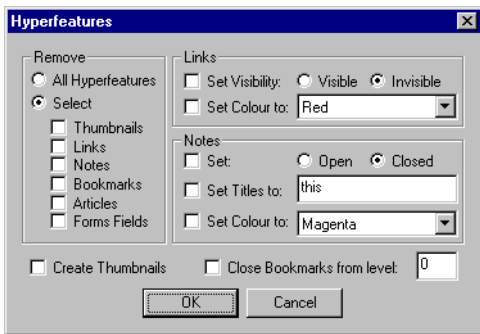 Hyperfeatures
Remove
All Hyperfeatures
Select
Thumbnails
Links
Notes
Bookmarks
Articles
Forms Fields
Links
Set Visibility: Visible Invisible
Set Colour to: Red
Notes
Set: Open Closed
Set Titles to: this
Set Colour to: Magenta
Create Thumbnails Close Bookmarks from level: 0
OK Cancel